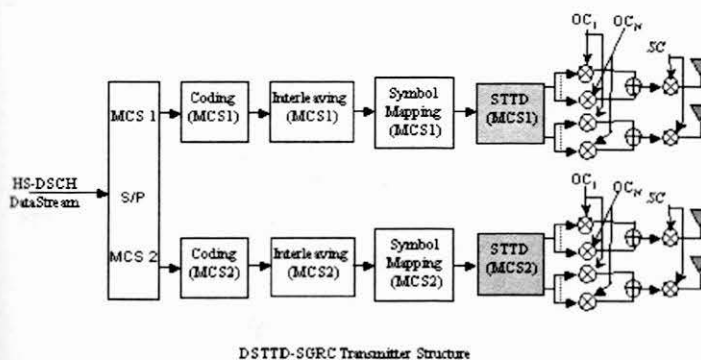 OC1
OCN
SC
Coding
(MCS1)
Interleaving
(MCS1)
Symbol
Mapping
(MCS1)
STTD
(MCS1)
MCS 1
HS-DSCH
DataStream
S/P
MCS 2
OC1
OCN
SC
Coding
(MCS2)
Interleaving
(MCS2)
Symbol
Mapping
(MCS2)
STTD
(MCS2)
DSTTD-SGRC Transmitter Structure